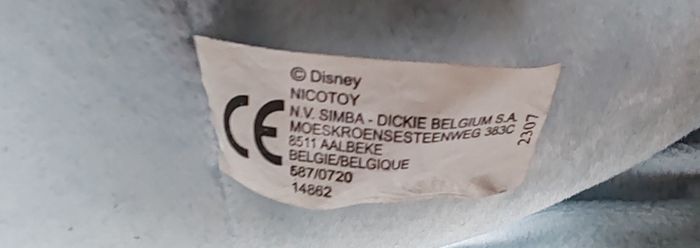 © Disney
NICOTOY
N.V. SIMBA - DICKIE BELGIUM S.A.
MOESKROENSESTEENWEG 383C
8511 AALBEKE
BELGIE/BELGIQUE
587/0720
14862
CE
2307